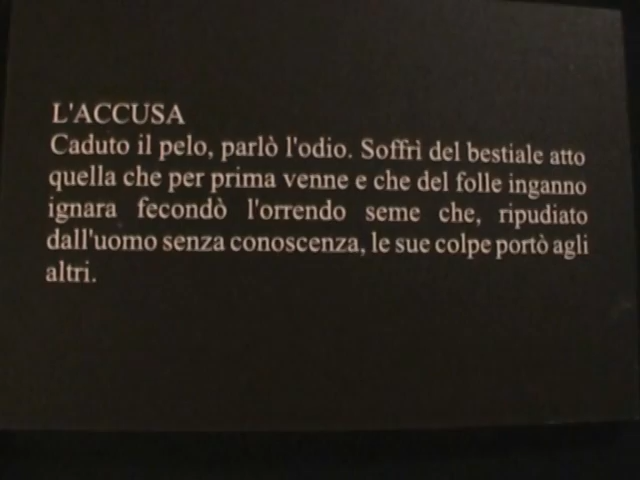 L'ACCUSA
Caduto il pelo, parlò l'odio. Soffrì del bestiale atto
quella che per prima venne e che del folle inganno
ignara fecondò l'orrendo seme che, ripudiato
dall'uomo senza conoscenza, le sue colpe portò agli
altri.